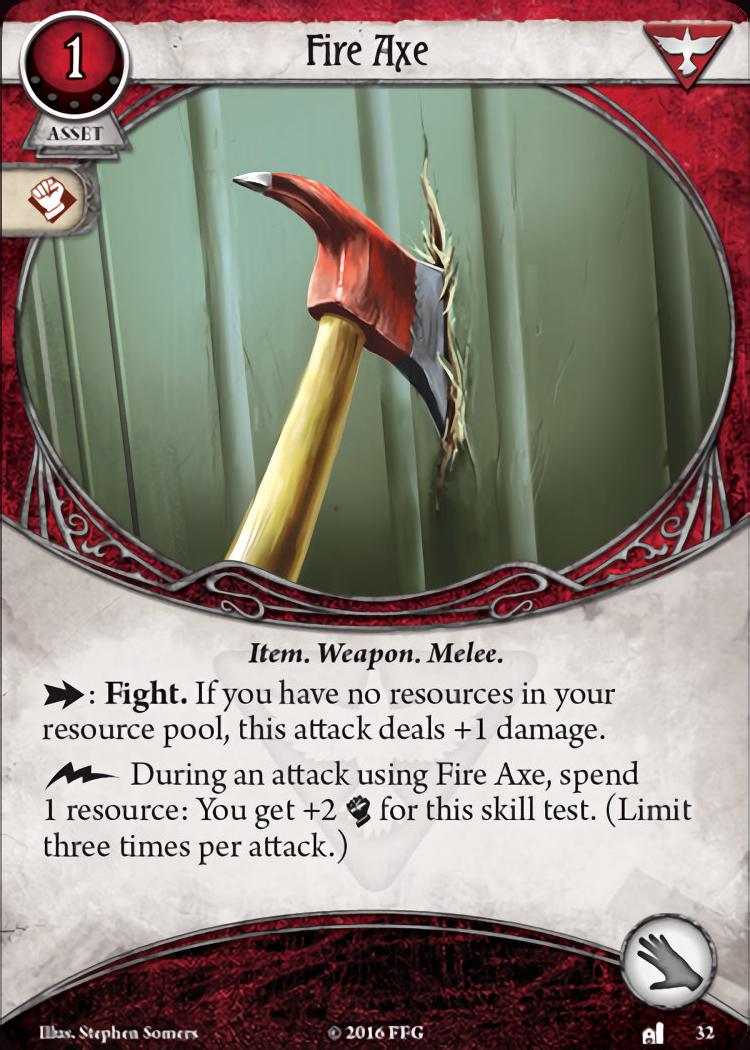 1
Fire Axe
ASSET
Item. Weapon. Melee.
: Fight. If you have no resources in your
resource pool, this attack deals +1 damage.
During an attack using Fire Axe, spend
1 resource: You get +2 for this skill test. (Limit
three times per attack.)
Illus. Stephen Somers
© 2016 FFG
32